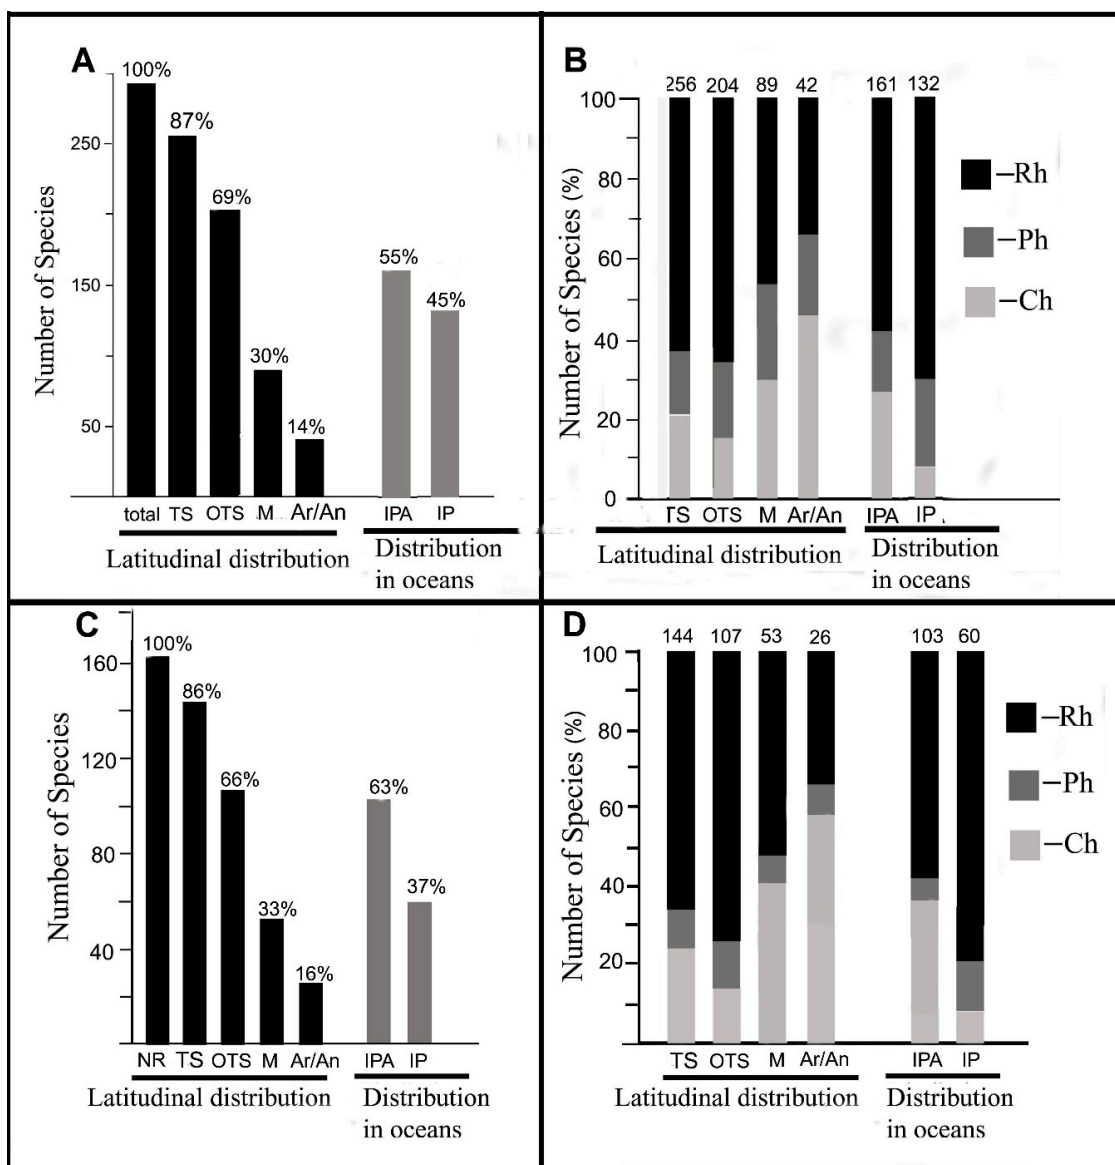 A
100%
87%
69%
30%
14%
55%
45%
250
150
50
Number of Species
total TS OTS M Ar/An IPA IP
Latitudinal distribution
Distribution
in oceans
B
256 204 89 42 161 132
100
80
60
40
20
0
Number of Species (%)
–Rh
–Ph
–Ch
TS OTS M Ar/An IPA IP
Latitudinal distribution
Distribution
in oceans
C
100%
86%
66%
33%
16%
63%
37%
160
120
80
40
Number of Species
NR TS OTS M Ar/An IPA IP
Latitudinal distribution
Distribution
in oceans
D
144 107 53 26 103 60
100
80
60
40
20
Number of Species (%)
–Rh
–Ph
–Ch
TS OTS M Ar/An IPA IP
Latitudinal distribution
Distribution
in oceans